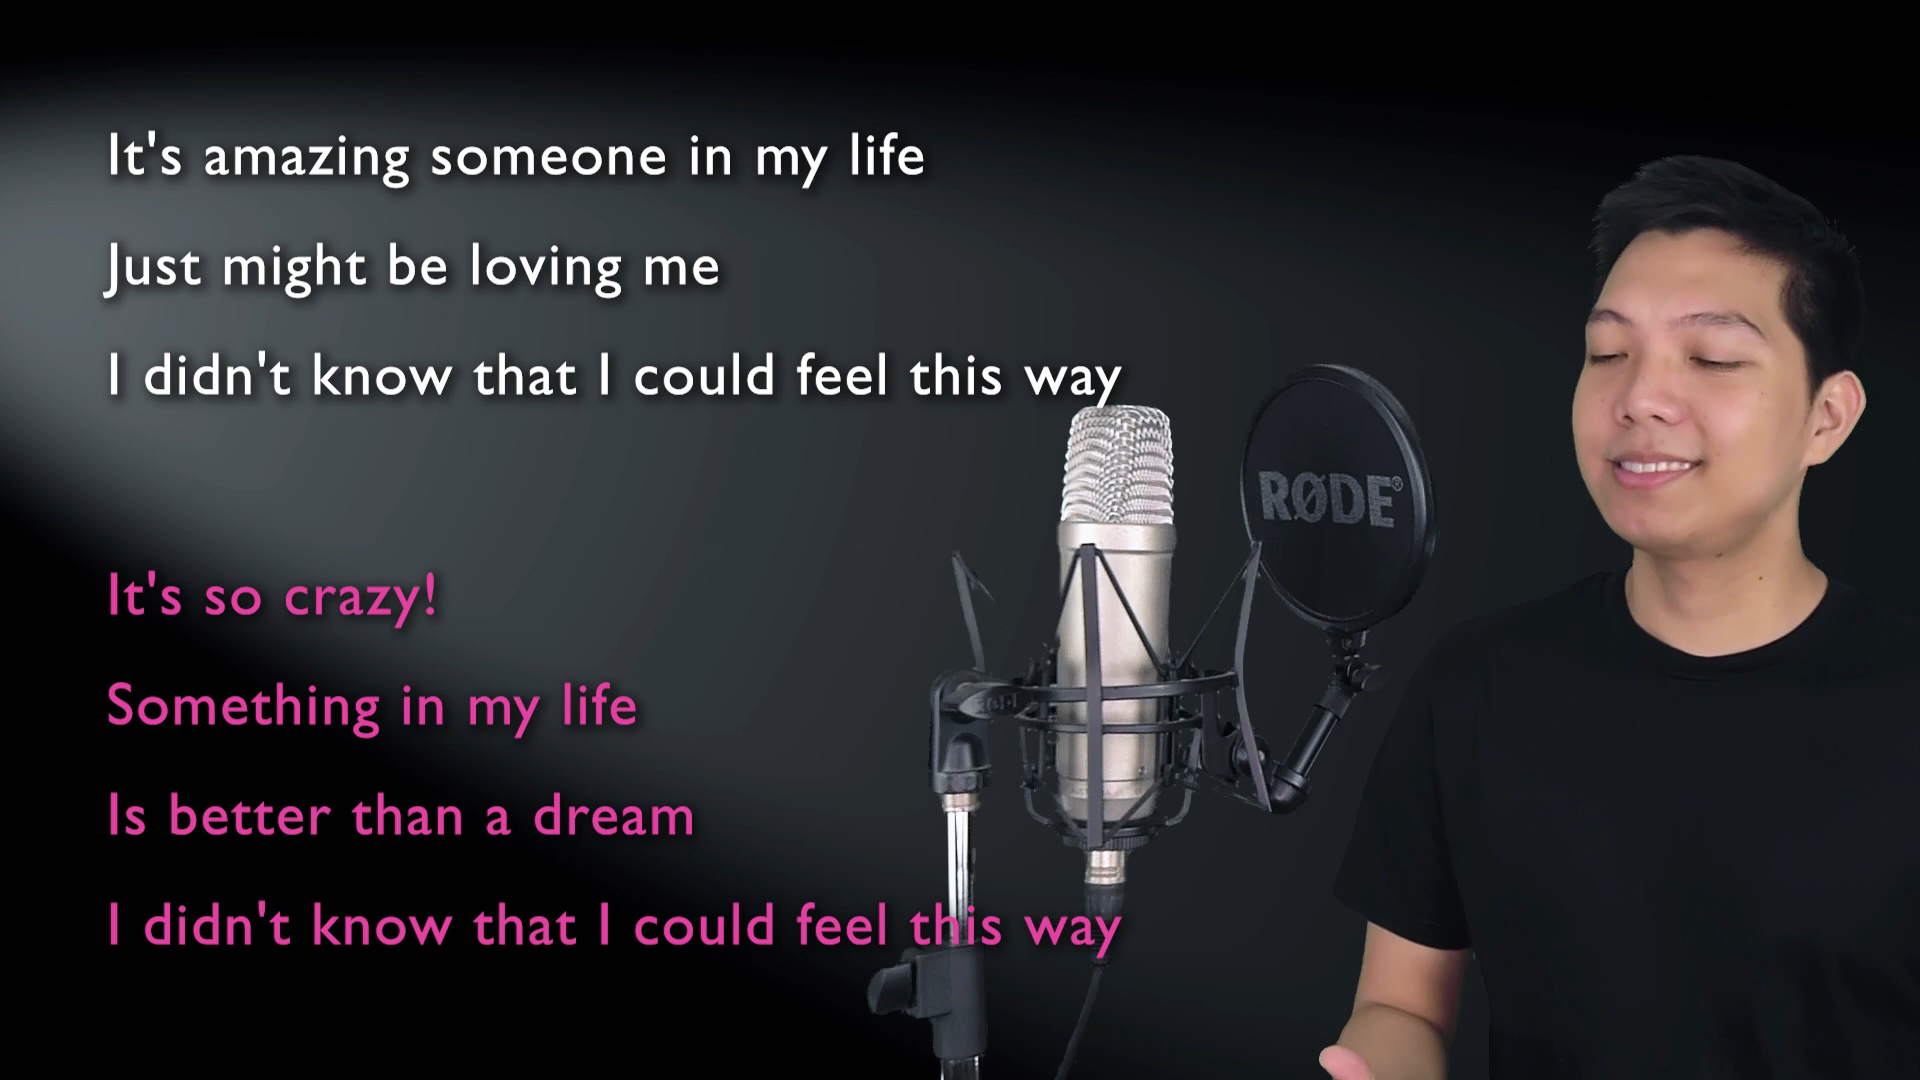 It's amazing someone in my life
Just might be loving me
I didn't know that I could feel this way
RØDE®
It's so crazy!
Something in my life
Is better than a dream
I didn't know that I could feel this way